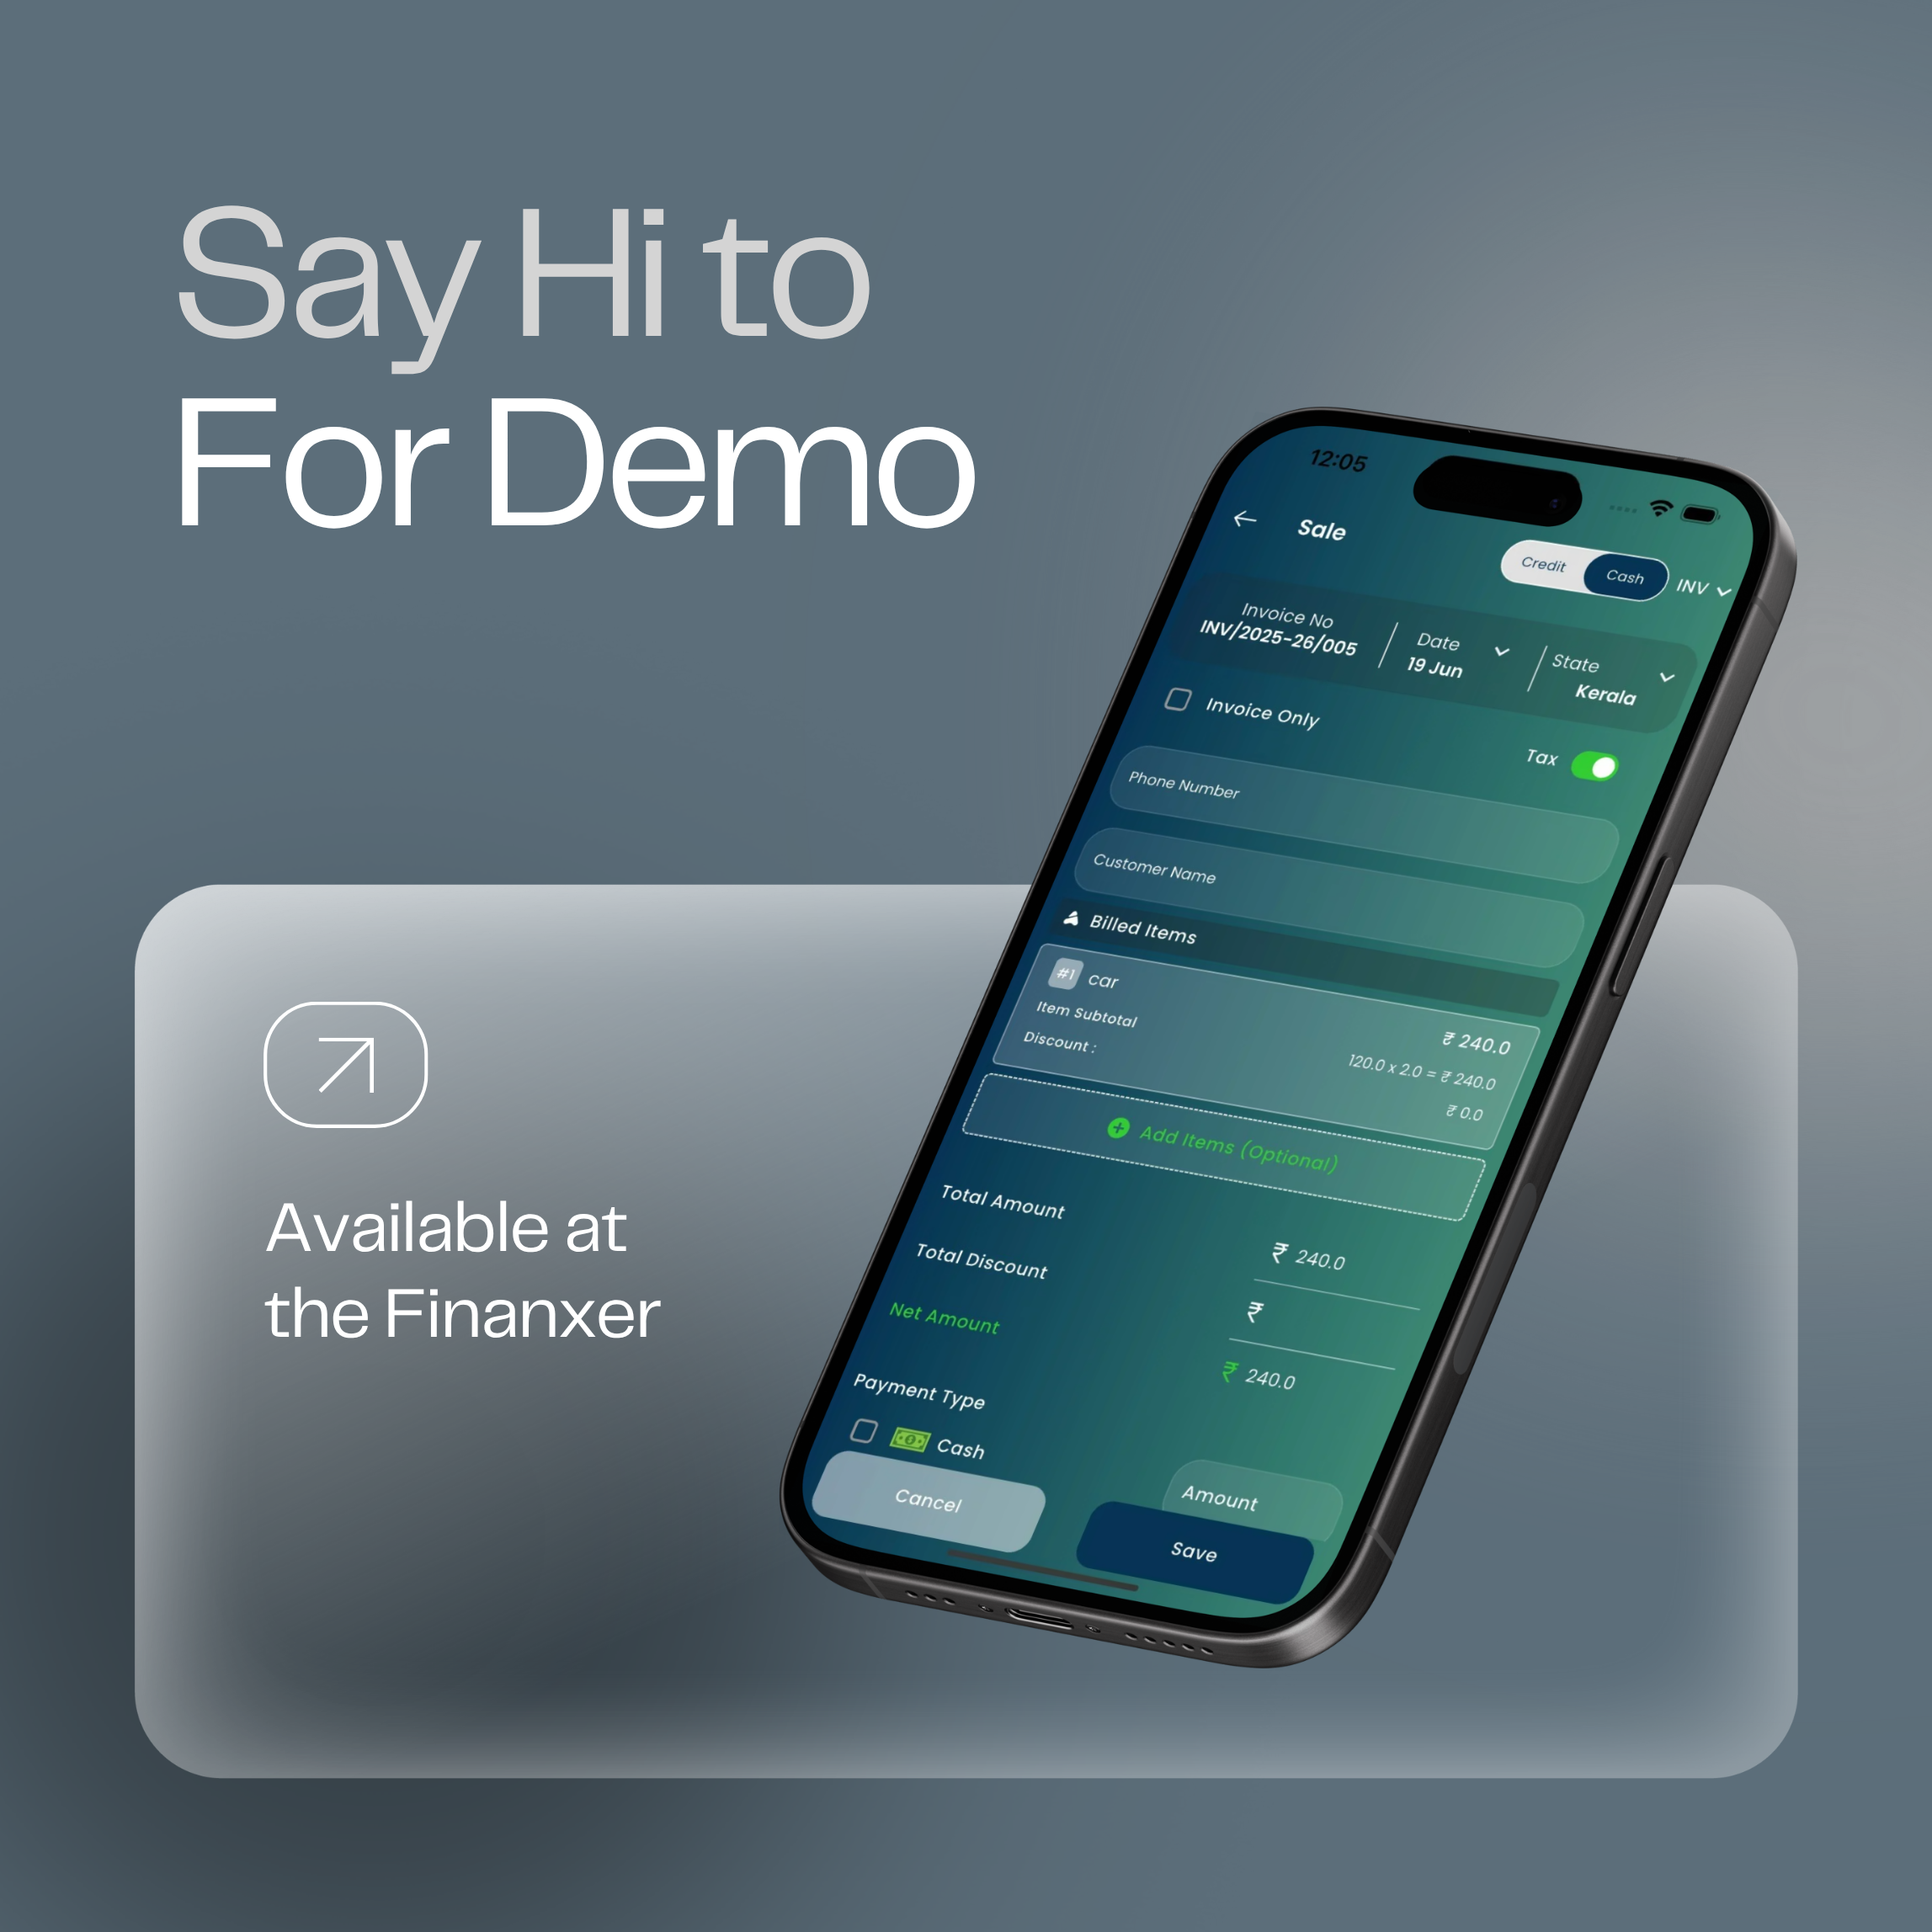 Say Hi to
For Demo
12:05
Sale
Credit Cash INV
Invoice No
INV/2025-26/005
Date
19 Jun
State
Kerala
Invoice Only
Tax
Phone Number
Customer Name
Billed Items
#1 car
₹ 240.0
Item Subtotal
120.0 x 2.0 = ₹ 240.0
Discount :
₹ 0.0
Add Items (Optional)
Total Amount
₹ 240.0
Total Discount
₹
Net Amount
₹ 240.0
Payment Type
Cash
Amount
Cancel
Save
Available at
the Finanxer